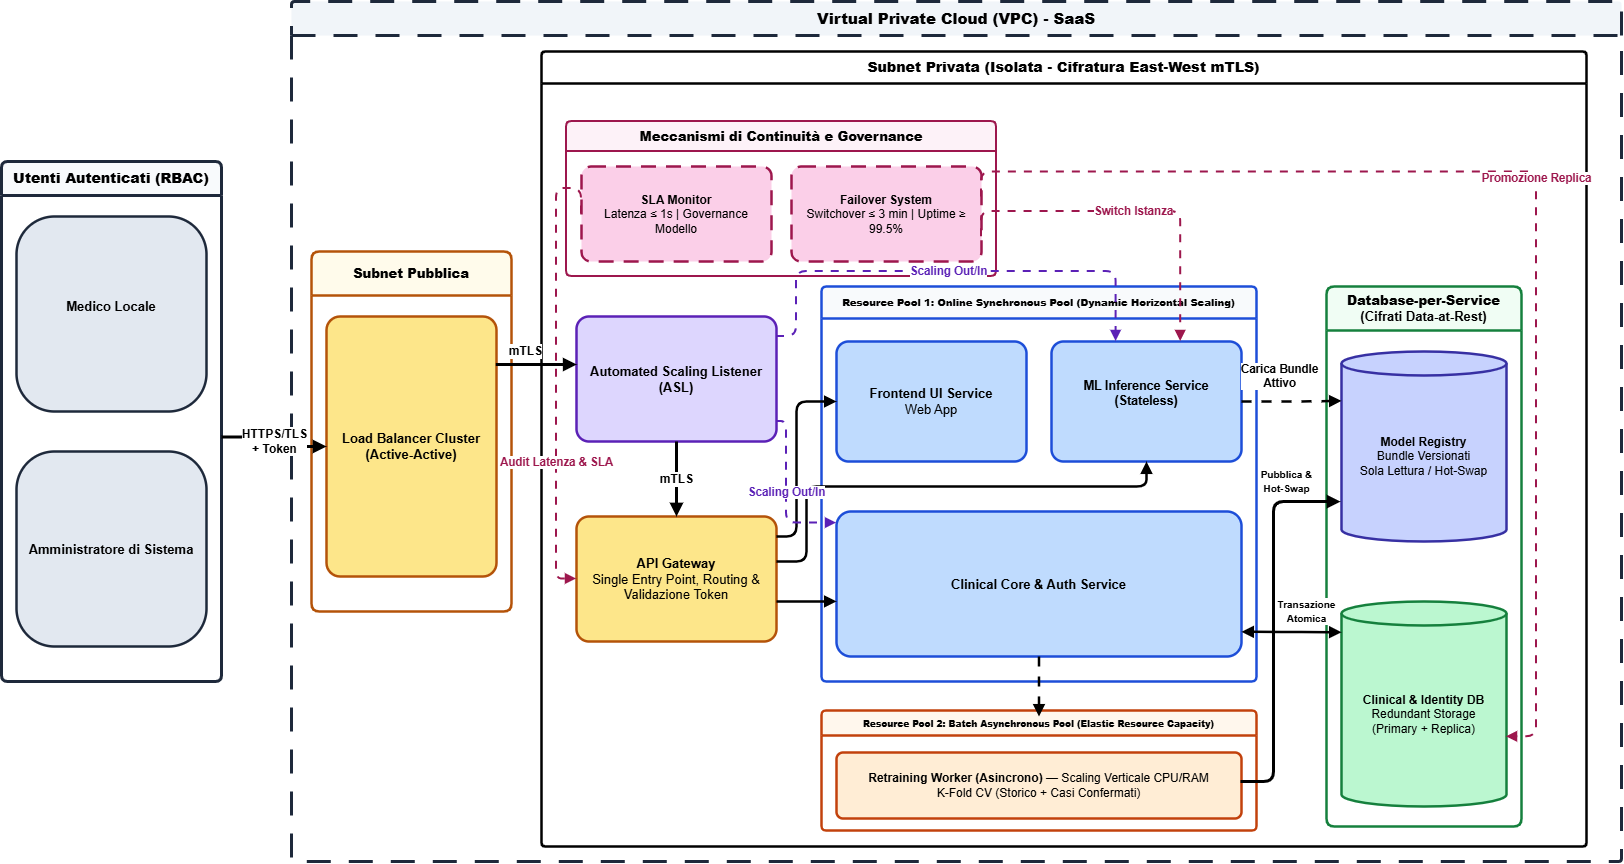 Virtual Private Cloud (VPC) - SaaS
Subnet Privata (Isolata - Cifratura East-West mTLS)
Meccanismi di Continuità e Governance
SLA Monitor
Latenza ≤ 1s | Governance
Modello
Failover System
Switchover ≤ 3 min | Uptime ≥
99.5%
Promozione Replica
Switch Istanza
Scaling Out/In
Utenti Autenticati (RBAC)
Medico Locale
Amministratore di Sistema
HTTPS/TLS
+ Token
Subnet Pubblica
Load Balancer Cluster
(Active-Active)
mTLS
Audit Latenza & SLA
Automated Scaling Listener
(ASL)
mTLS
Scaling Out/In
API Gateway
Single Entry Point, Routing &
Validazione Token
Resource Pool 1: Online Synchronous Pool (Dynamic Horizontal Scaling)
Frontend UI Service
Web App
ML Inference Service
(Stateless)
Clinical Core & Auth Service
Carica Bundle
Attivo
Pubblica &
Hot-Swap
Transazione
Atomica
Database-per-Service
(Cifrati Data-at-Rest)
Model Registry
Bundle Versionati
Sola Lettura / Hot-Swap
Clinical & Identity DB
Redundant Storage
(Primary + Replica)
Resource Pool 2: Batch Asynchronous Pool (Elastic Resource Capacity)
Retraining Worker (Asincrono) — Scaling Verticale CPU/RAM
K-Fold CV (Storico + Casi Confermati)